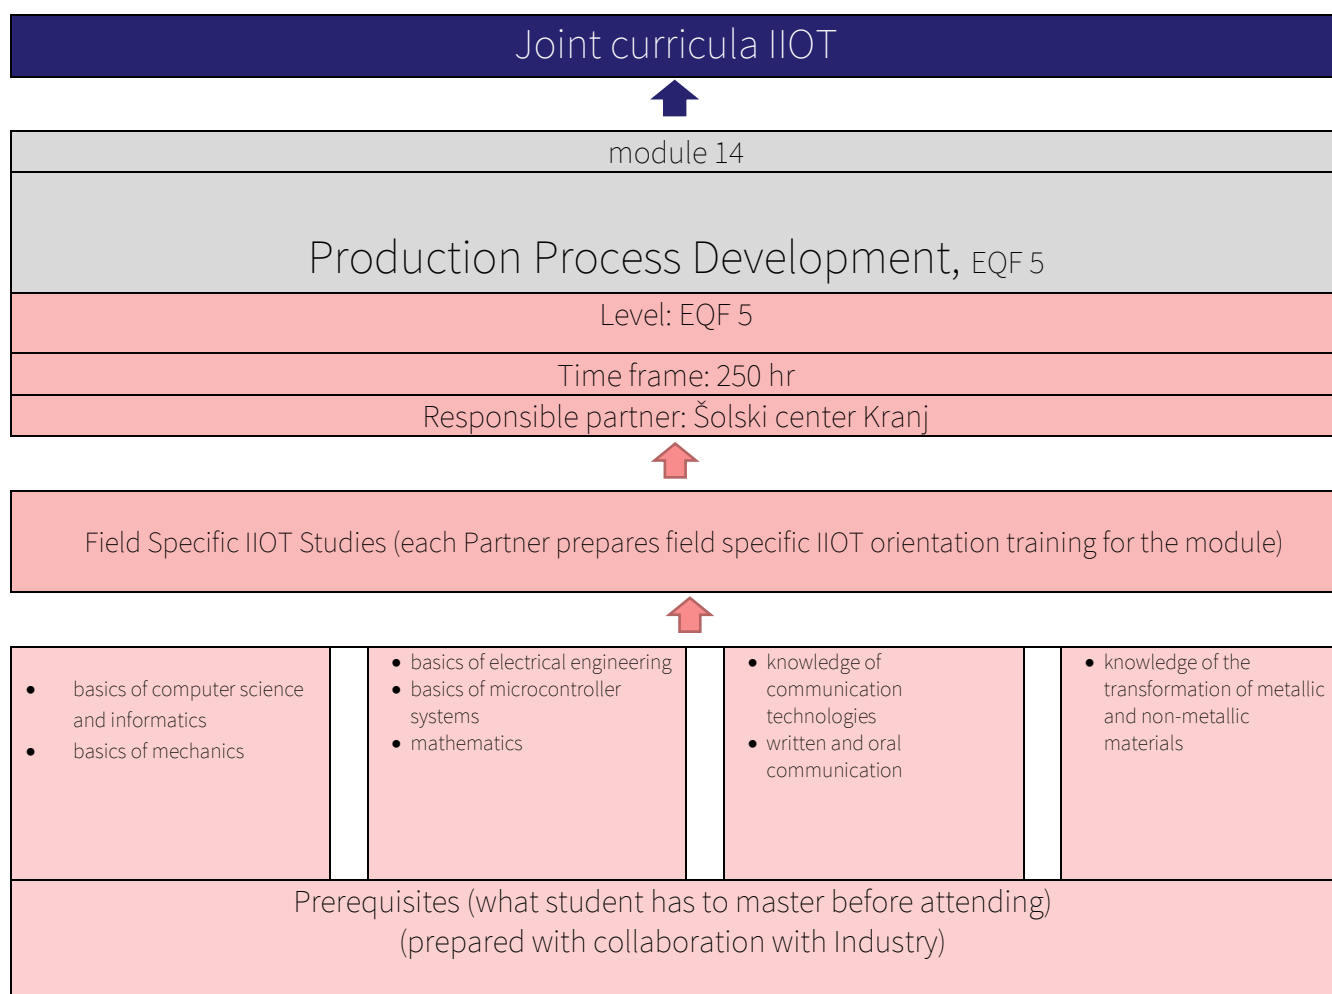 Joint curricula IIOT
module 14
Production Process Development, EQF 5
Level: EQF 5
Time frame: 250 hr
Responsible partner: Šolski center Kranj
Field Specific IIOT Studies (each Partner prepares field specific IIOT orientation training for the module)
• basics of computer science
and informatics
• basics of mechanics
• basics of electrical engineering
• basics of microcontroller
systems
• mathematics
• knowledge of
communication
technologies
• written and oral
communication
• knowledge of the
transformation of metallic
and non-metallic
materials
Prerequisites (what student has to master before attending)
(prepared with collaboration with Industry)